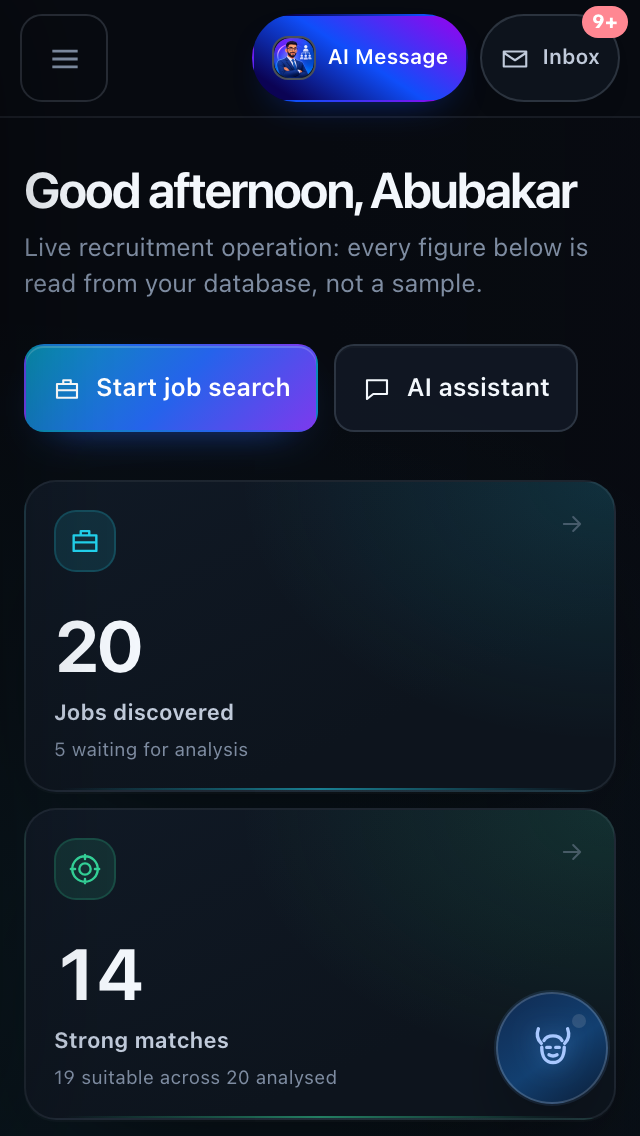 AI Message
Inbox
9+
Good afternoon, Abubakar
Live recruitment operation: every figure below is
read from your database, not a sample.
Start job search
AI assistant
20
Jobs discovered
5 waiting for analysis
14
Strong matches
19 suitable across 20 analysed